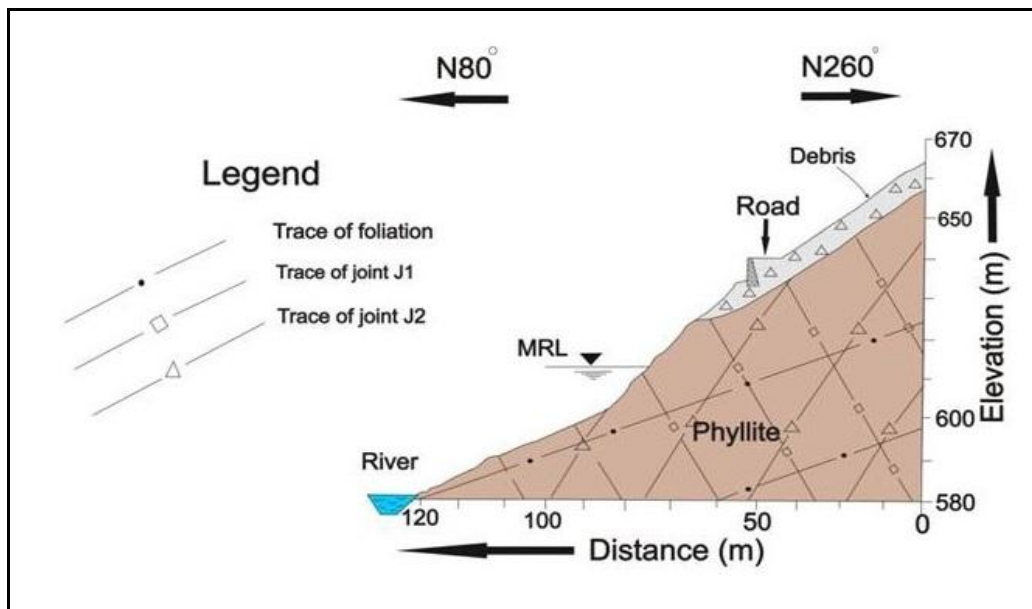 N80°
N260°
Legend
Trace of foliation
Trace of joint J1
Trace of joint J2
Debris
Road
MRL
Phyllite
River
670
650
600
580
Elevation (m)
120
100
50
0
Distance (m)